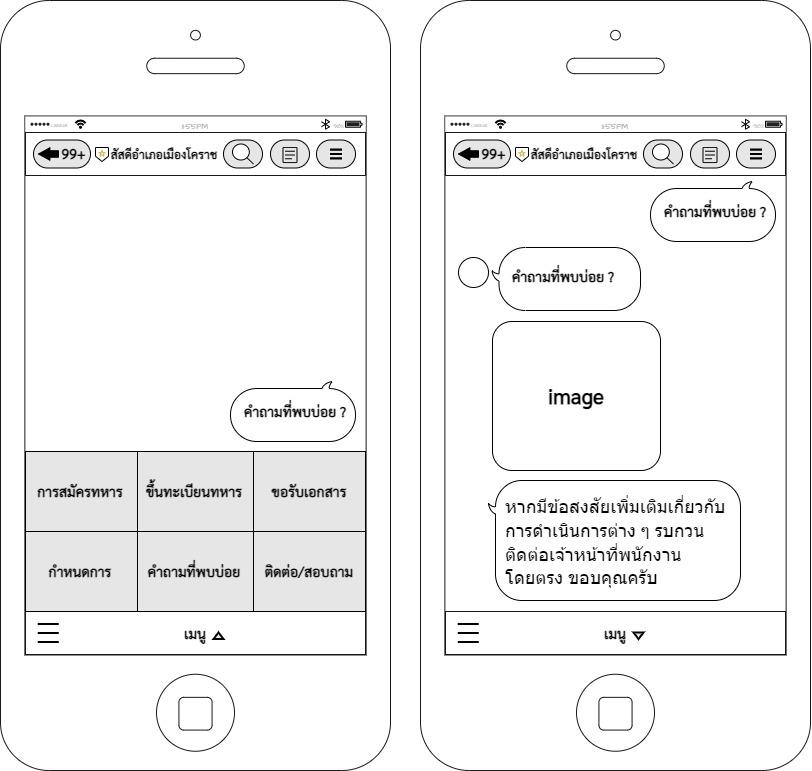 1:55PM
99+
สัสดีอำเภอเมืองโคราช
คำถามที่พบบ่อย ?
การสมัครทหาร
ขึ้นทะเบียนทหาร
ขอรับเอกสาร
กำหนดการ
คำถามที่พบบ่อย
ติดต่อ/สอบถาม
เมนู
1:55PM
99+
สัสดีอำเภอเมืองโคราช
คำถามที่พบบ่อย ?
คำถามที่พบบ่อย ?
image
หากมีข้อสงสัยเพิ่มเติมเกี่ยวกับ
การดำเนินการต่าง ๆ รบกวน
ติดต่อเจ้าหน้าที่พนักงาน
โดยตรง ขอบคุณครับ
เมนู